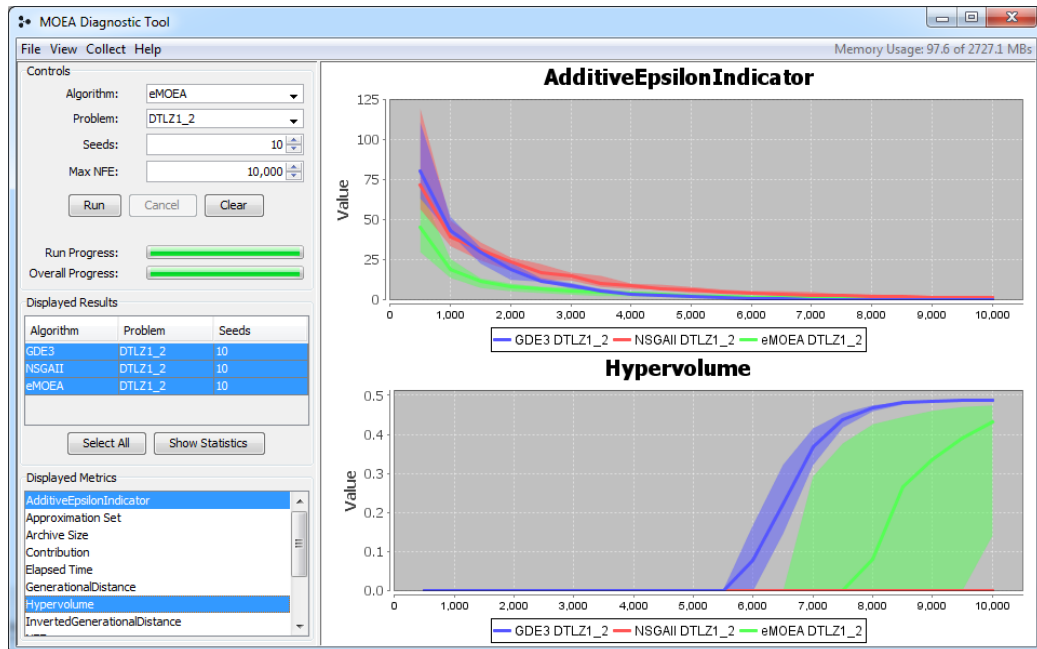 MOEA Diagnostic Tool
File View Collect Help
Memory Usage: 97.6 of 2727.1 MBs
Controls
Algorithm: eMOEA
Problem: DTLZ1_2
Seeds: 10
Max NFE: 10,000
Run Cancel Clear
Run Progress:
Overall Progress:
Displayed Results
Algorithm Problem Seeds
GDE3 DTLZ1_2 10
NSGAII DTLZ1_2 10
eMOEA DTLZ1_2 10
Select All Show Statistics
Displayed Metrics
AdditiveEpsilonIndicator
Approximation Set
Archive Size
Contribution
Elapsed Time
GenerationalDistance
Hypervolume
InvertedGenerationalDistance
AdditiveEpsilonIndicator
Value
125
100
75
50
25
0
0 1,000 2,000 3,000 4,000 5,000 6,000 7,000 8,000 9,000 10,000
GDE3 DTLZ1_2 NSGAII DTLZ1_2 eMOEA DTLZ1_2
Hypervolume
Value
0.5
0.4
0.3
0.2
0.1
0.0
0 1,000 2,000 3,000 4,000 5,000 6,000 7,000 8,000 9,000 10,000
GDE3 DTLZ1_2 NSGAII DTLZ1_2 eMOEA DTLZ1_2